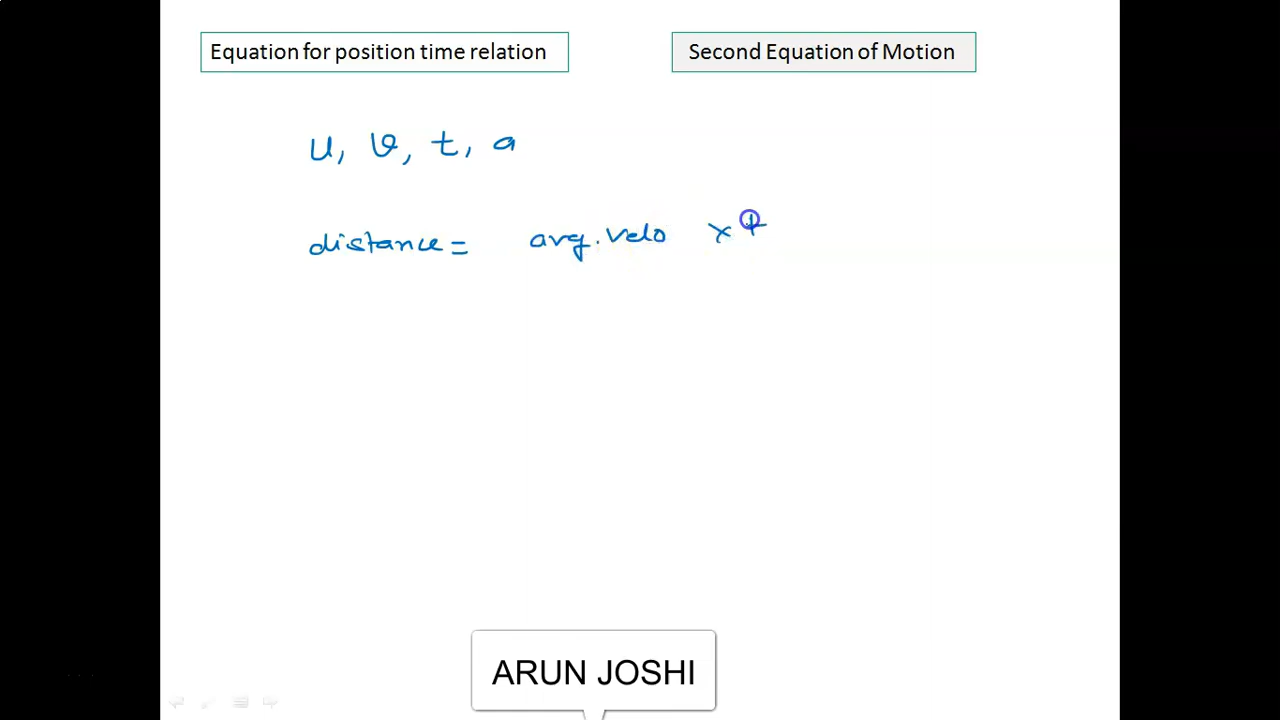 Equation for position time relation
Second Equation of Motion
u, v, t, a
distance = avg. velo × t
ARUN JOSHI